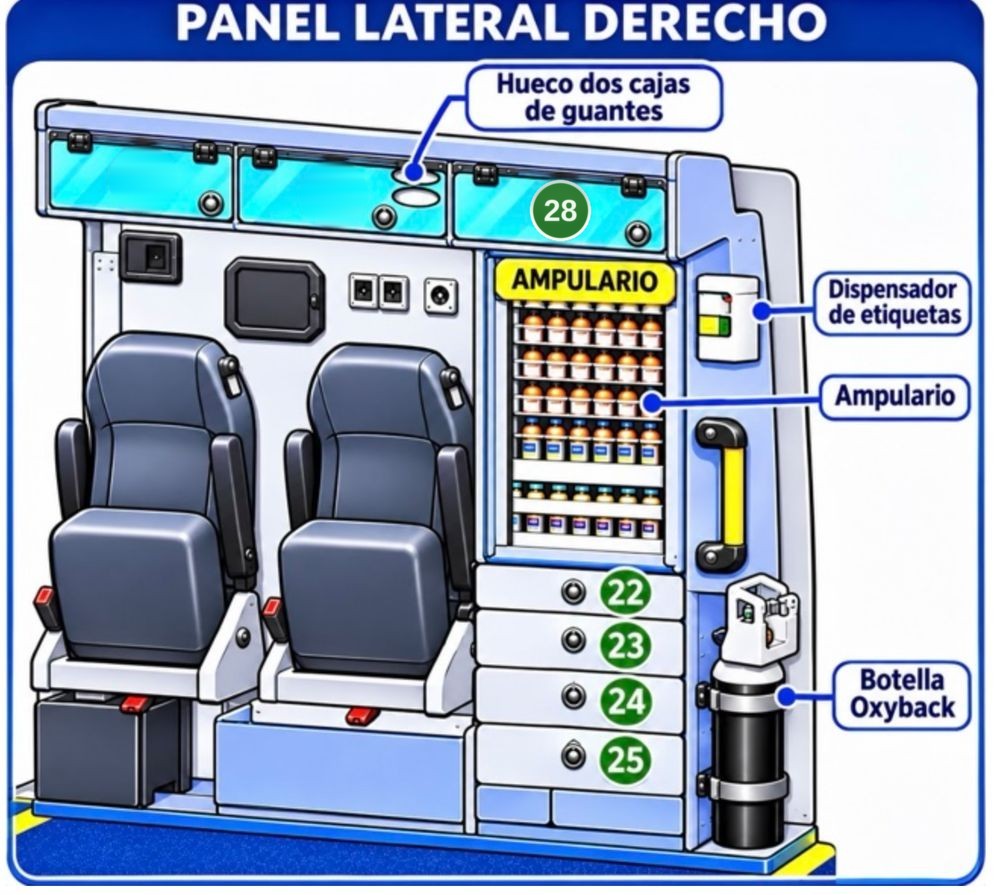 PANEL LATERAL DERECHO
Hueco dos cajas
de guantes
28
AMPULARIO
Dispensador
de etiquetas
Ampulario
22
23
24
25
Botella
Oxyback